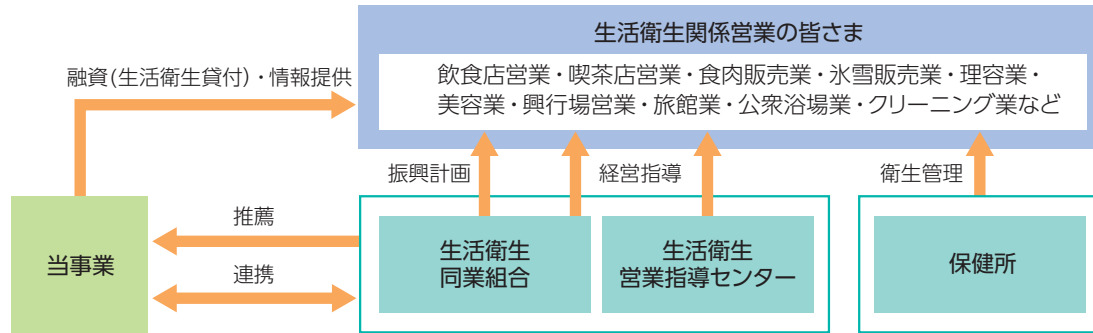 生活衛生関係営業の皆さま
融資(生活衛生貸付)・情報提供
飲食店営業・喫茶店営業・食肉販売業・氷雪販売業・理容業・
美容業・興行場営業・旅館業・公衆浴場業・クリーニング業など
振興計画
経営指導
衛生管理
当事業
推薦
連携
生活衛生
同業組合
生活衛生
営業指導センター
保健所